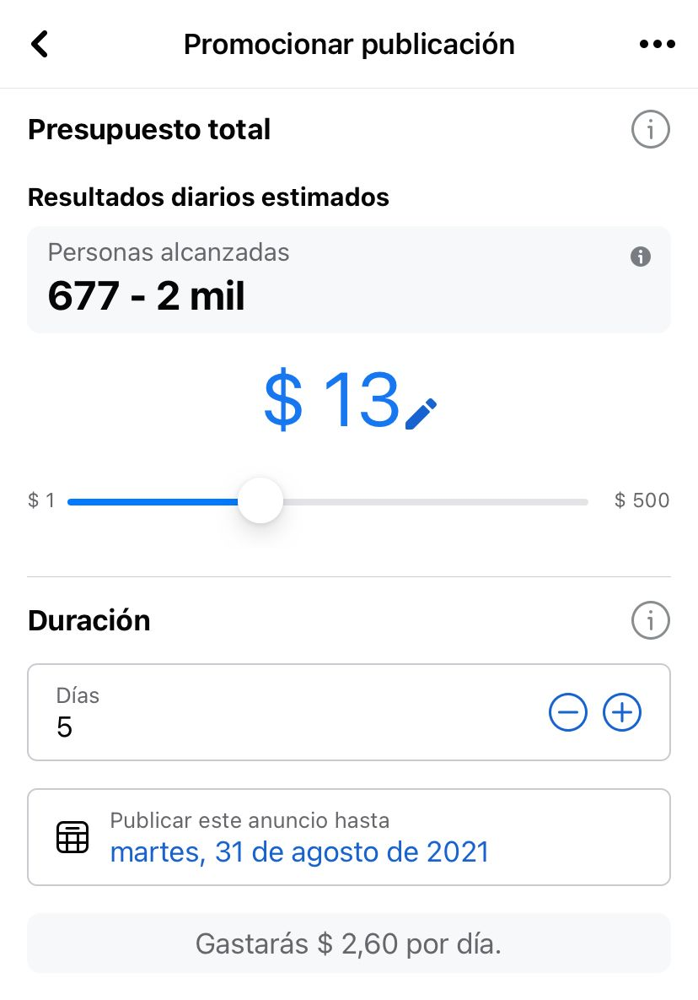 Promocionar publicación
Presupuesto total
Resultados diarios estimados
Personas alcanzadas
677 - 2 mil
$ 13
$ 1
$ 500
Duración
Días
5
Publicar este anuncio hasta
martes, 31 de agosto de 2021
Gastarás $ 2,60 por día.